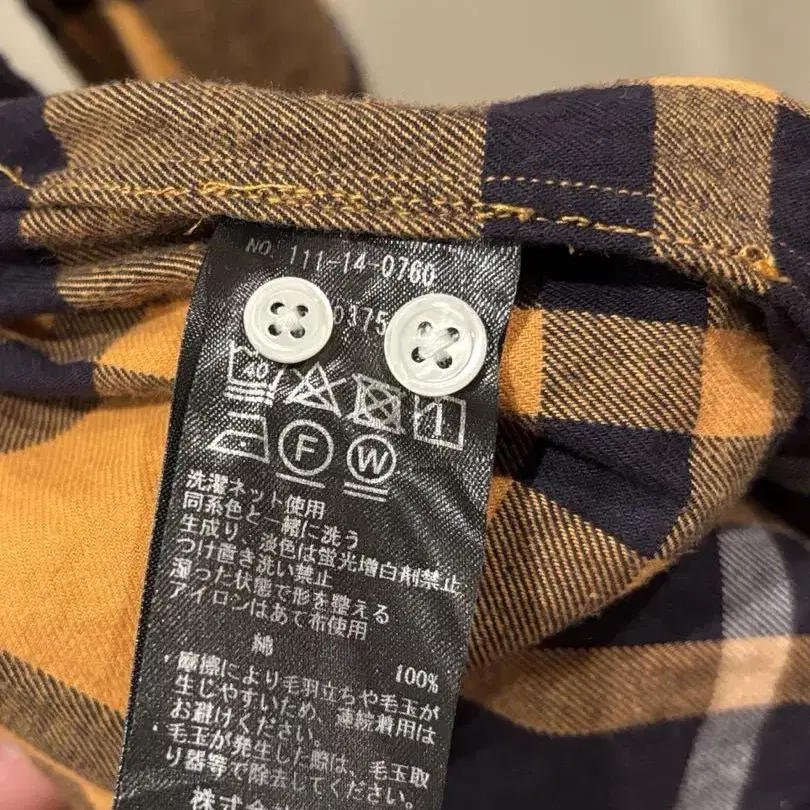 NO. 111-14-0760
0375
40
F
W
洗濯ネット使用
同系色と一緒に洗う
生成り、淡色は蛍光増白剤禁止
つけ置き洗い禁止
湿った状態で形を整える
アイロンはあて布使用
綿 100%
・摩擦により毛羽立ちや毛玉が
生じやすいため、連続着用は
お避けください。
・毛玉が発生した際は、毛玉取
り器等で除去してください。
株式会